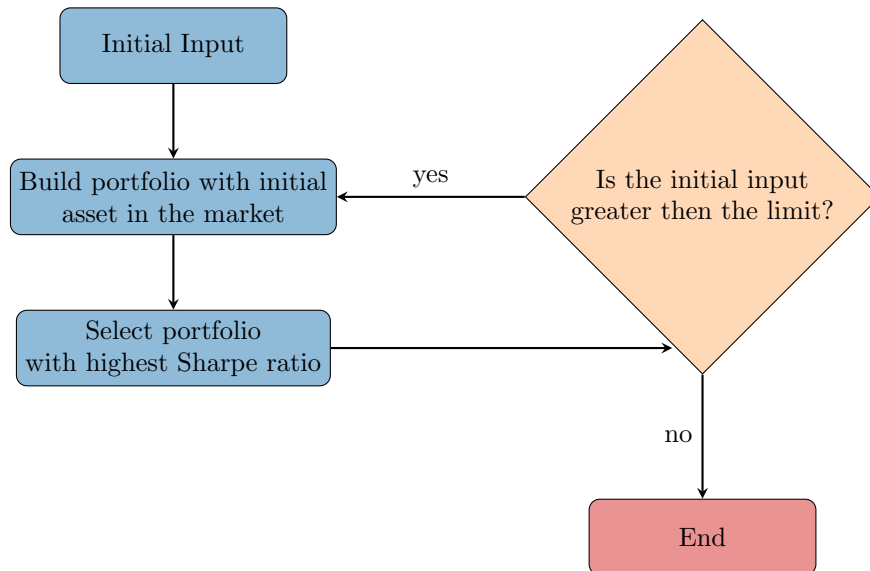 Initial Input
Build portfolio with initial
asset in the market
yes
Is the initial input
greater then the limit?
Select portfolio
with highest Sharpe ratio
no
End